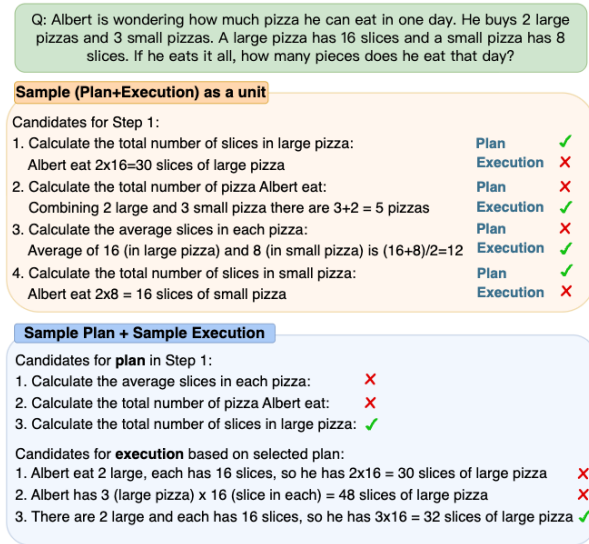 Q: Albert is wondering how much pizza he can eat in one day. He buys 2 large
pizzas and 3 small pizzas. A large pizza has 16 slices and a small pizza has 8
slices. If he eats it all, how many pieces does he eat that day?
Sample (Plan+Execution) as a unit
Candidates for Step 1:
1. Calculate the total number of slices in large pizza: Plan ✓
Albert eat 2x16=30 slices of large pizza Execution ✗
2. Calculate the total number of pizza Albert eat: Plan ✗
Combining 2 large and 3 small pizza there are 3+2 = 5 pizzas Execution ✓
3. Calculate the average slices in each pizza: Plan ✗
Average of 16 (in large pizza) and 8 (in small pizza) is (16+8)/2=12 Execution ✓
4. Calculate the total number of slices in small pizza: Plan ✓
Albert eat 2x8 = 16 slices of small pizza Execution ✗
Sample Plan + Sample Execution
Candidates for plan in Step 1:
1. Calculate the average slices in each pizza: ✗
2. Calculate the total number of pizza Albert eat: ✗
3. Calculate the total number of slices in large pizza: ✓
Candidates for execution based on selected plan:
1. Albert eat 2 large, each has 16 slices, so he has 2x16 = 30 slices of large pizza ✗
2. Albert has 3 (large pizza) x 16 (slice in each) = 48 slices of large pizza ✗
3. There are 2 large and each has 16 slices, so he has 3x16 = 32 slices of large pizza ✓